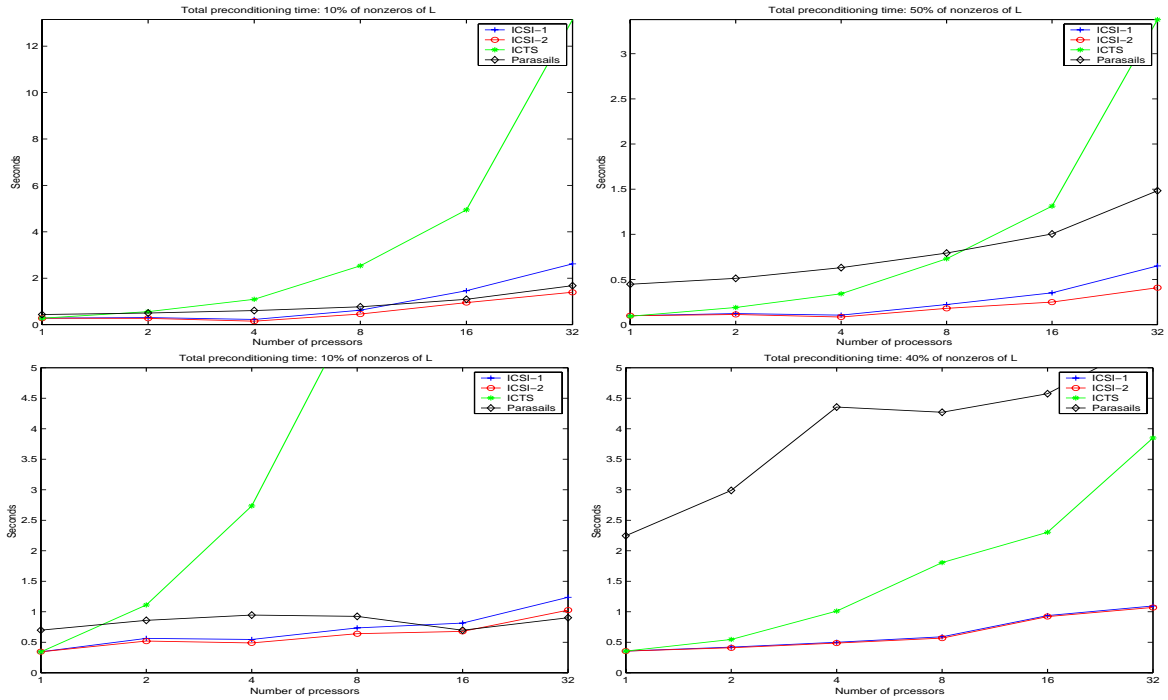 Total preconditioning time: 10% of nonzeros of L
12
10
8
6
4
2
0
Seconds
1
2
4
8
16
32
Number of prcessors
ICSI−1
ICSI−2
ICTS
Parasails
Total preconditioning time: 50% of nonzeros of L
3.5
3
2.5
2
1.5
1
0.5
0
Seconds
1
2
4
8
16
32
Number of prcessors
ICSI−1
ICSI−2
ICTS
Parasails
Total preconditioning time: 10% of nonzeros of L
5
4.5
4
3.5
3
2.5
2
1.5
1
0.5
0
Seconds
1
2
4
8
16
32
Number of prcessors
ICSI−1
ICSI−2
ICTS
Parasails
Total preconditioning time: 40% of nonzeros of L
5
4.5
4
3.5
3
2.5
2
1.5
1
0.5
0
Seconds
1
2
4
8
16
32
Number of prcessors
ICSI−1
ICSI−2
ICTS
Parasails